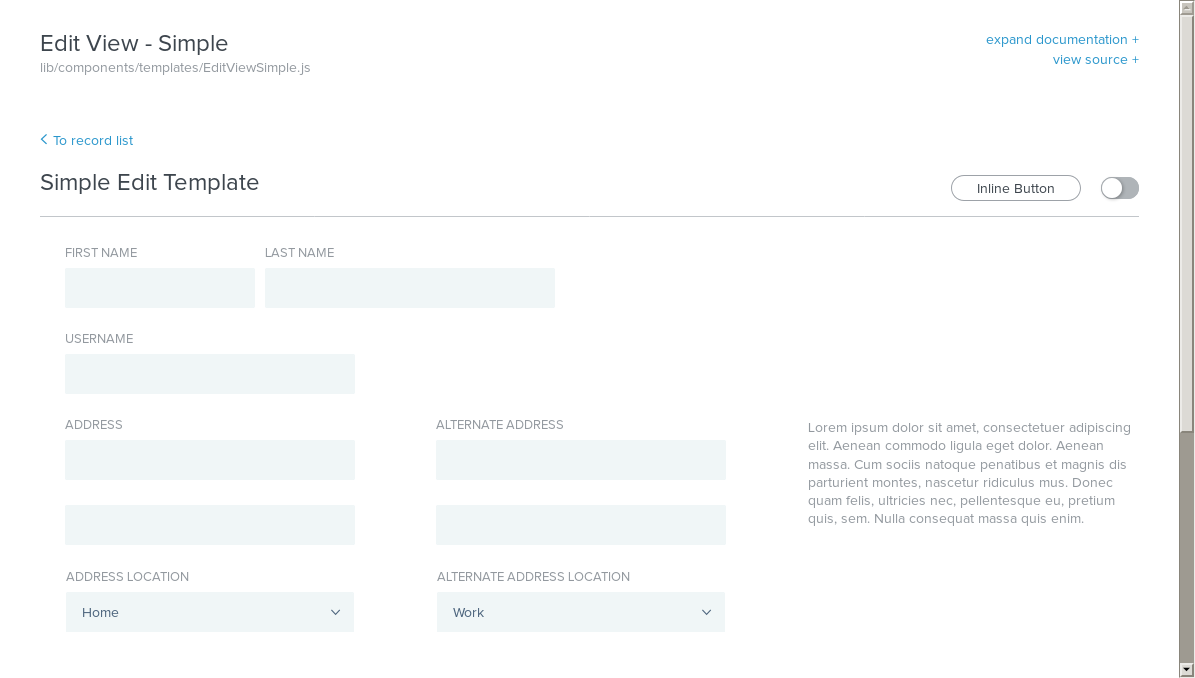 Edit View - Simple
lib/components/templates/EditViewSimple.js
expand documentation +
view source +
To record list
Simple Edit Template
Inline Button
FIRST NAME
LAST NAME
USERNAME
ADDRESS
ALTERNATE ADDRESS
Lorem ipsum dolor sit amet, consectetuer adipiscing
elit. Aenean commodo ligula eget dolor. Aenean
massa. Cum sociis natoque penatibus et magnis dis
parturient montes, nascetur ridiculus mus. Donec
quam felis, ultricies nec, pellentesque eu, pretium
quis, sem. Nulla consequat massa quis enim.
ADDRESS LOCATION
ALTERNATE ADDRESS LOCATION
Home
Work